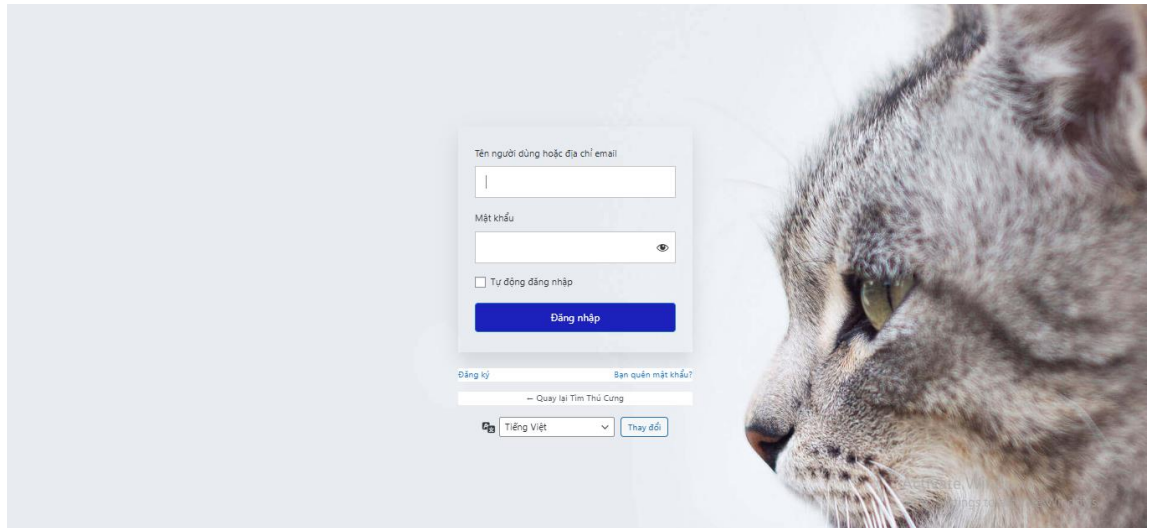 Tên người dùng hoặc địa chỉ email
Mật khẩu
Tự động đăng nhập
Đăng nhập
Đăng ký
Bạn quên mật khẩu?
← Quay lại Tìm Thú Cưng
Tiếng Việt
Thay đổi